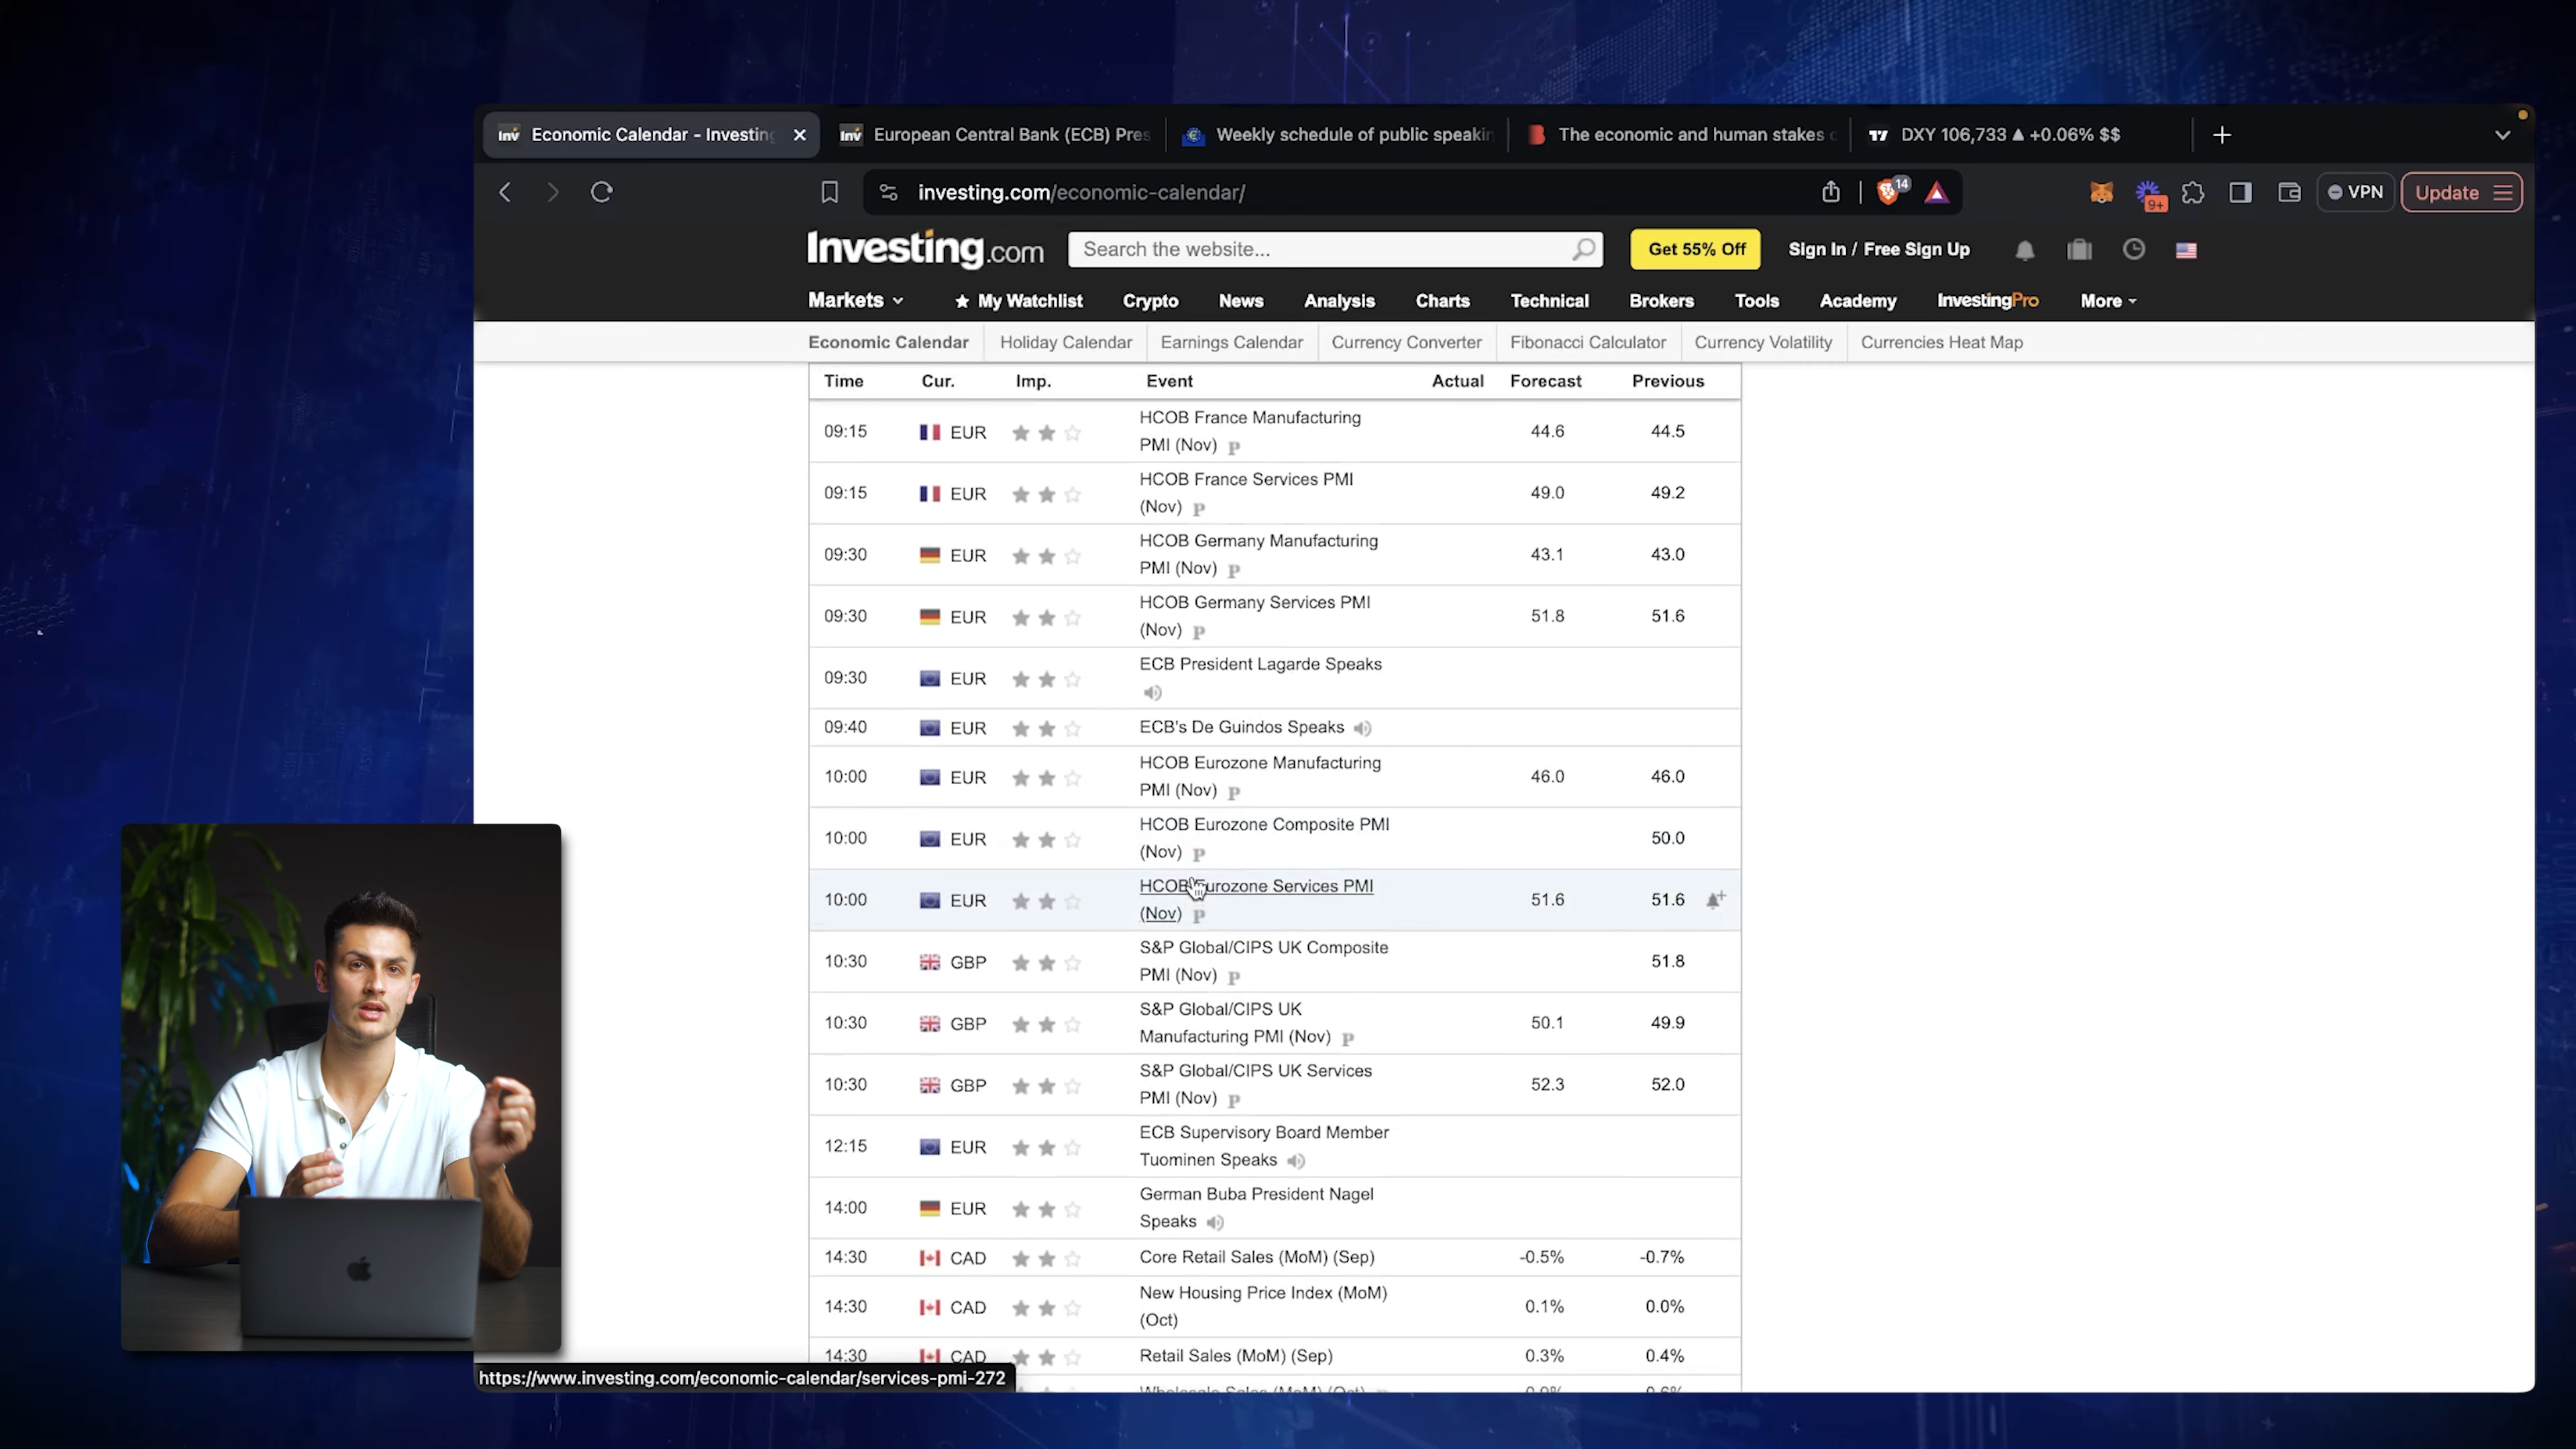 inv Economic Calendar - Investing
inv European Central Bank (ECB) Pres
Weekly schedule of public speakin
The economic and human stakes
DXY 106,733 ▲ +0.06% $$
investing.com/economic-calendar/
14
9+
VPN
Update
Investing.com
Search the website...
Get 55% Off
Sign In / Free Sign Up
Markets
My Watchlist
Crypto
News
Analysis
Charts
Technical
Brokers
Tools
Academy
InvestingPro
More
Economic Calendar
Holiday Calendar
Earnings Calendar
Currency Converter
Fibonacci Calculator
Currency Volatility
Currencies Heat Map
Time Cur. Imp. Event Actual Forecast Previous
09:15 EUR HCOB France Manufacturing 44.6 44.5
PMI (Nov) P
09:15 EUR HCOB France Services PMI 49.0 49.2
(Nov) P
09:30 EUR HCOB Germany Manufacturing 43.1 43.0
PMI (Nov) P
09:30 EUR HCOB Germany Services PMI 51.8 51.6
(Nov) P
09:30 EUR ECB President Lagarde Speaks
09:40 EUR ECB's De Guindos Speaks
10:00 EUR HCOB Eurozone Manufacturing 46.0 46.0
PMI (Nov) P
10:00 EUR HCOB Eurozone Composite PMI 50.0
(Nov) P
10:00 EUR HCOB Eurozone Services PMI 51.6 51.6
(Nov) P
10:30 GBP S&P Global/CIPS UK Composite 51.8
PMI (Nov) P
10:30 GBP S&P Global/CIPS UK 50.1 49.9
Manufacturing PMI (Nov) P
10:30 GBP S&P Global/CIPS UK Services 52.3 52.0
PMI (Nov) P
12:15 EUR ECB Supervisory Board Member
Tuominen Speaks
14:00 EUR German Buba President Nagel
Speaks
14:30 CAD Core Retail Sales (MoM) (Sep) -0.5% -0.7%
14:30 CAD New Housing Price Index (MoM) 0.1% 0.0%
(Oct)
14:30 CAD Retail Sales (MoM) (Sep) 0.3% 0.4%
https://www.investing.com/economic-calendar/services-pmi-272